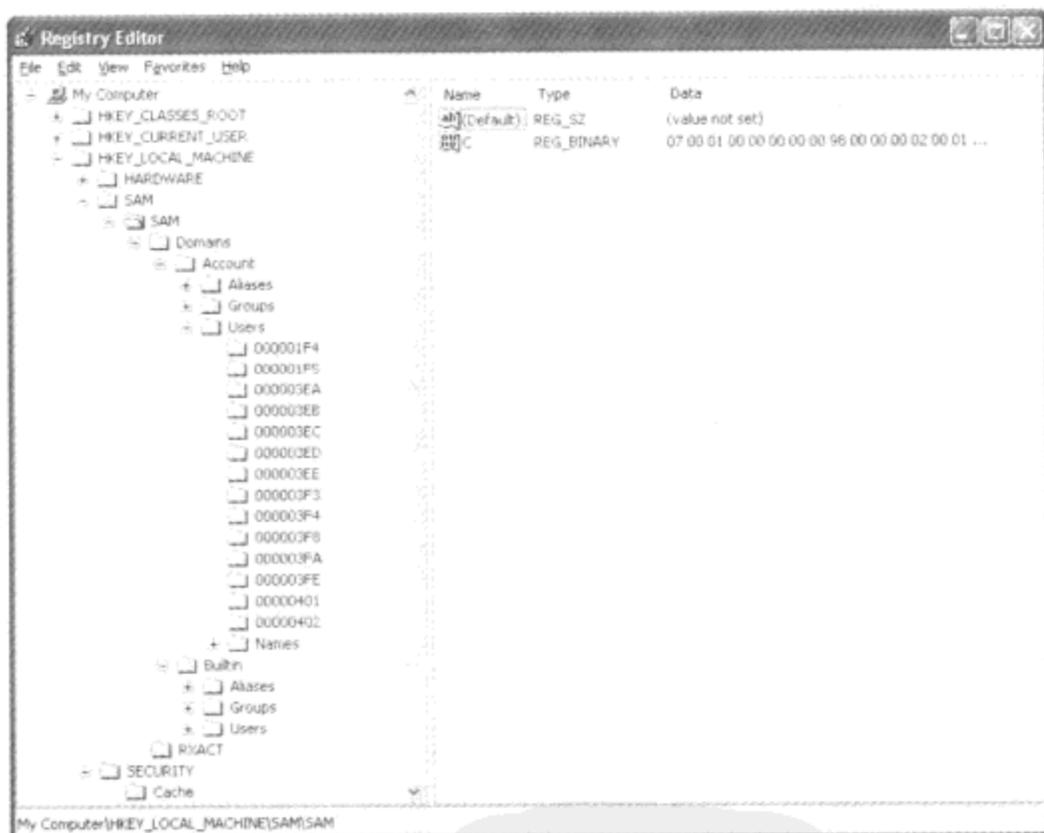 Registry Editor
File Edit View Favorites Help
My Computer
HKEY_CLASSES_ROOT
HKEY_CURRENT_USER
HKEY_LOCAL_MACHINE
HARDWARE
SAM
SAM
Domains
Account
Aliases
Groups
Users
000001F4
000001F5
000003EA
000003EB
000003EC
000003ED
000003EE
000003F3
000003F4
000003F8
000003FA
000003FE
00000401
00000402
Names
Builtin
Aliases
Groups
Users
RXACT
SECURITY
Cache
Name Type Data
(Default) REG_SZ (value not set)
C REG_BINARY 07 00 01 00 00 00 00 00 98 00 00 00 02 00 01 ...
My Computer\HKEY_LOCAL_MACHINE\SAM\SAM